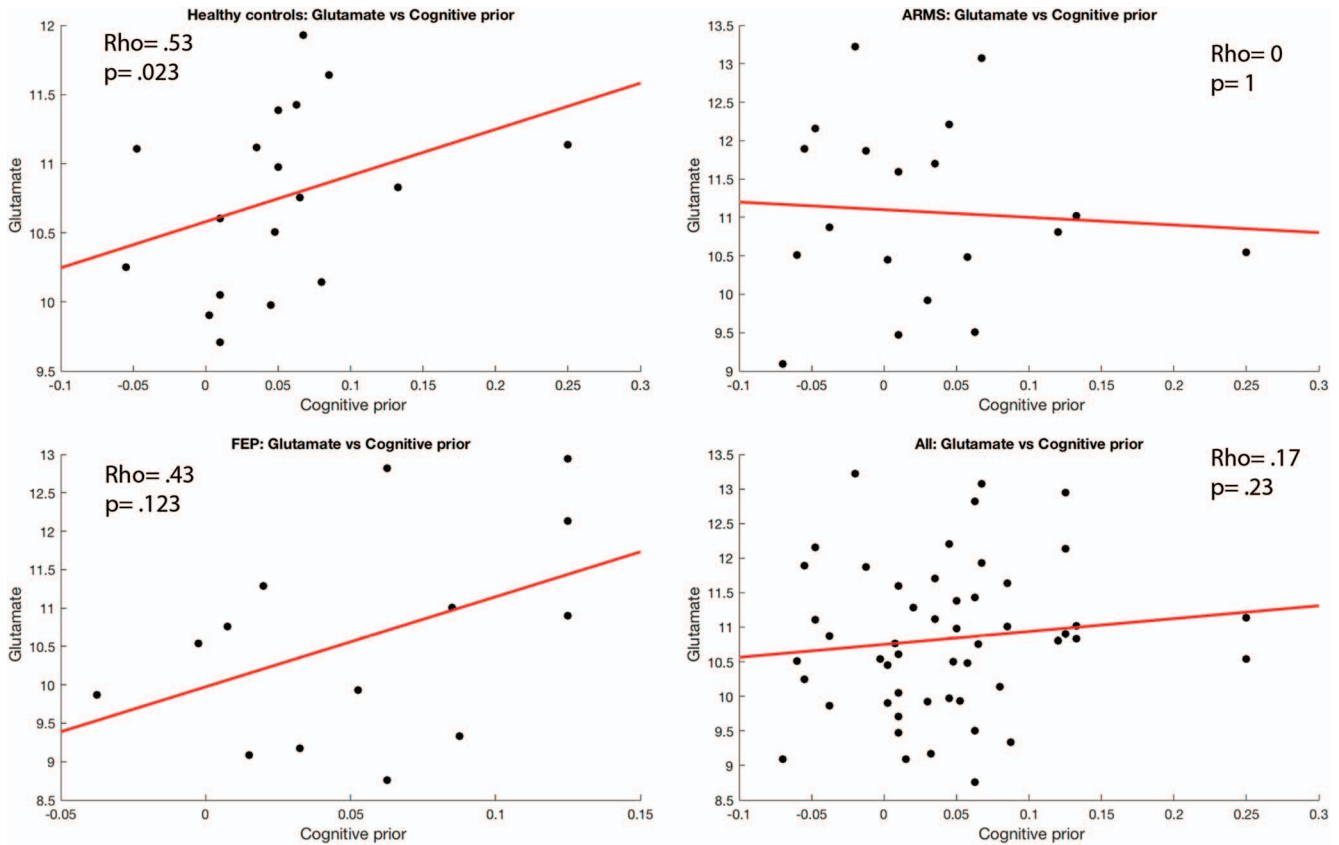 Healthy controls: Glutamate vs Cognitive prior
Rho= .53
p= .023
12
11.5
11
10.5
10
9.5
Glutamate
-0.1 -0.05 0 0.05 0.1 0.15 0.2 0.25 0.3
Cognitive prior
ARMS: Glutamate vs Cognitive prior
Rho= 0
p= 1
13.5
13
12.5
12
11.5
11
10.5
10
9.5
9
Glutamate
-0.1 -0.05 0 0.05 0.1 0.15 0.2 0.25 0.3
Cognitive prior
FEP: Glutamate vs Cognitive prior
Rho= .43
p= .123
13
12.5
12
11.5
11
10.5
10
9.5
9
8.5
Glutamate
-0.05 0 0.05 0.1 0.15
Cognitive prior
All: Glutamate vs Cognitive prior
Rho= .17
p= .23
13.5
13
12.5
12
11.5
11
10.5
10
9.5
9
8.5
Glutamate
-0.1 -0.05 0 0.05 0.1 0.15 0.2 0.25 0.3
Cognitive prior